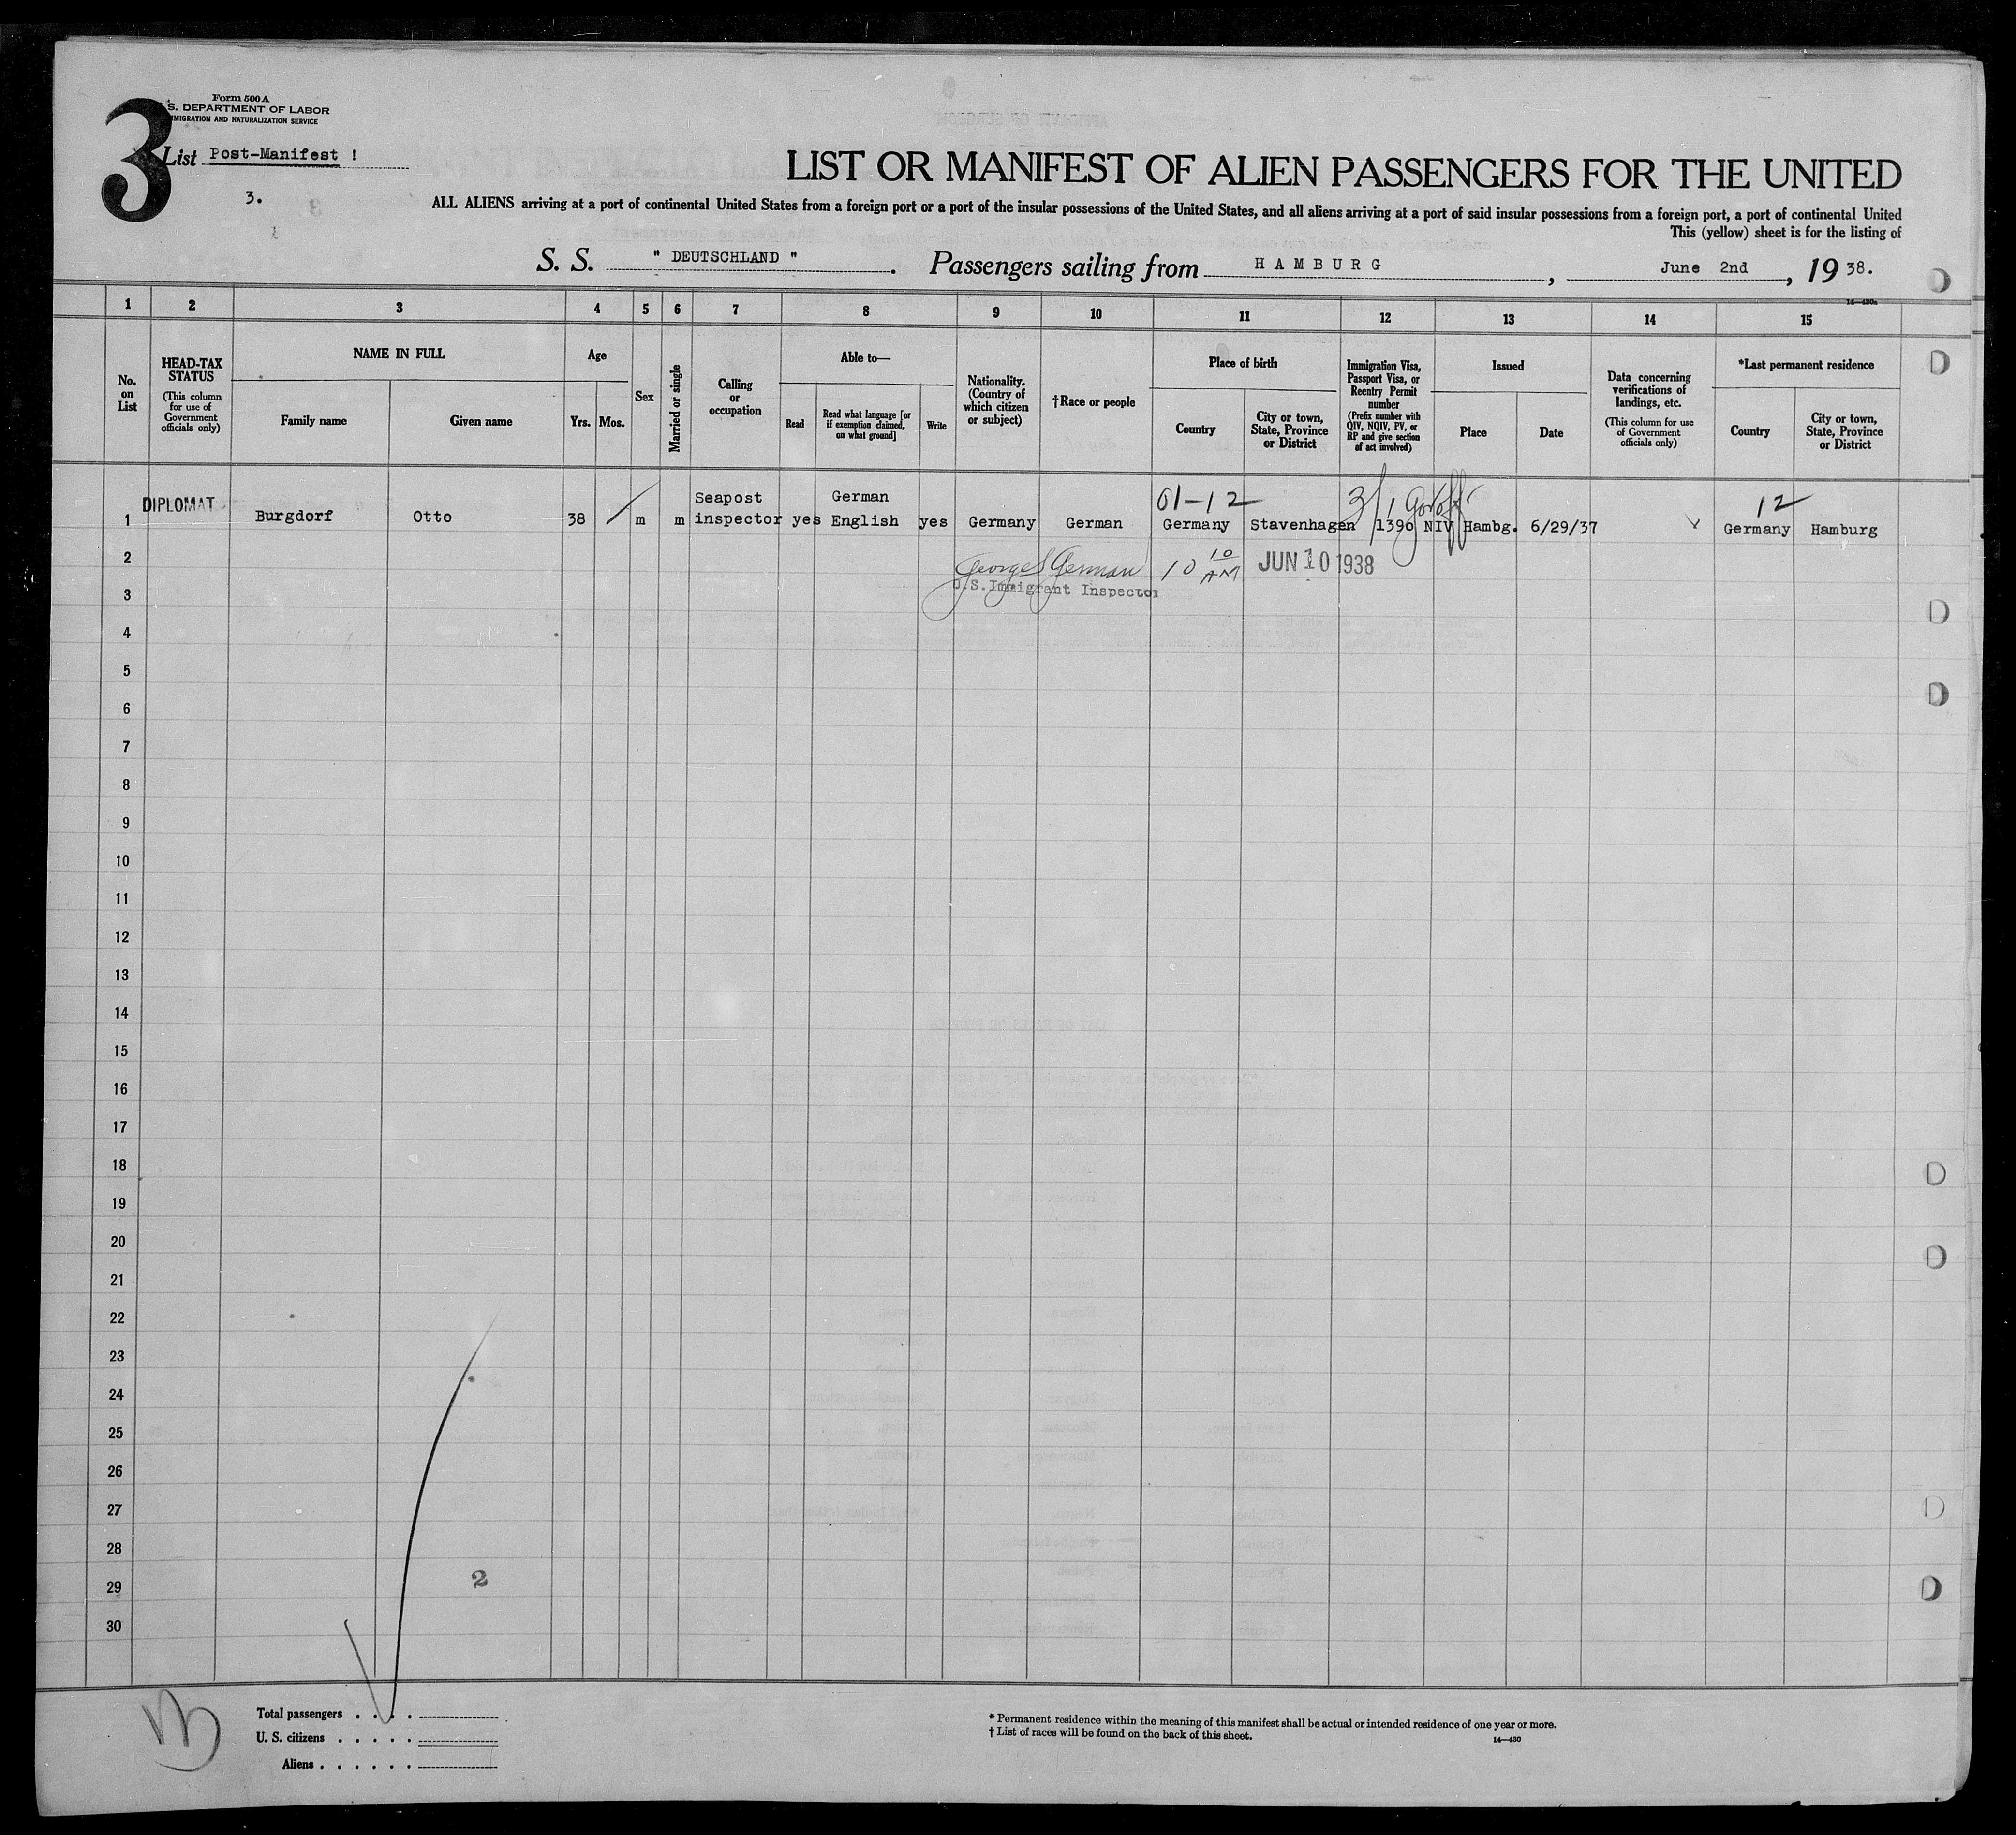 3
Form 500 A
S. DEPARTMENT OF LABOR
IMMIGRATION AND NATURALIZATION SERVICE
List Post-Manifest !
3.
LIST OR MANIFEST OF ALIEN PASSENGERS FOR THE UNITED
ALL ALIENS arriving at a port of continental United States from a foreign port or a port of the insular possessions of the United States, and all aliens arriving at a port of said insular possessions from a foreign port, a port of continental United
This (yellow) sheet is for the listing of
S. S. " DEUTSCHLAND ". Passengers sailing from HAMBURG, June 2nd, 19 38.
14—430a
1 2 3 4 5 6 7 8 9 10 11 12 13 14 15
No. on List
HEAD-TAX STATUS
(This column for use of Government officials only)
NAME IN FULL
Family name
Given name
Age
Yrs. Mos.
Sex
Married or single
Calling or occupation
Able to—
Read
Read what language [or if exemption claimed, on what ground]
Write
Nationality. (Country of which citizen or subject)
†Race or people
Place of birth
Country
City or town, State, Province or District
Immigration Visa, Passport Visa, or Reentry Permit number
(Prefix number with QIV, NQIV, PV, or RP and give section of act involved)
Issued
Place
Date
Data concerning verifications of landings, etc.
(This column for use of Government officials only)
*Last permanent residence
Country
City or town, State, Province or District
DIPLOMAT Seapost German 01-12 3/1 12
1 Burgdorf Otto 38 m m inspector yes English yes Germany German Germany Stavenhagen 1390 NIV Hambg. 6/29/37 Germany Hamburg
2 George German 10 10 AM JUN 10 1938
U.S. Immigrant Inspector
3
4
5
6
7
8
9
10
11
12
13
14
15
16
17
18
19
20
21
22
23
24
25
26
27
28
29
2
30
Total passengers . . . .
U. S. citizens . . . . .
Aliens . . . . . .
* Permanent residence within the meaning of this manifest shall be actual or intended residence of one year or more.
† List of races will be found on the back of this sheet.
14—430